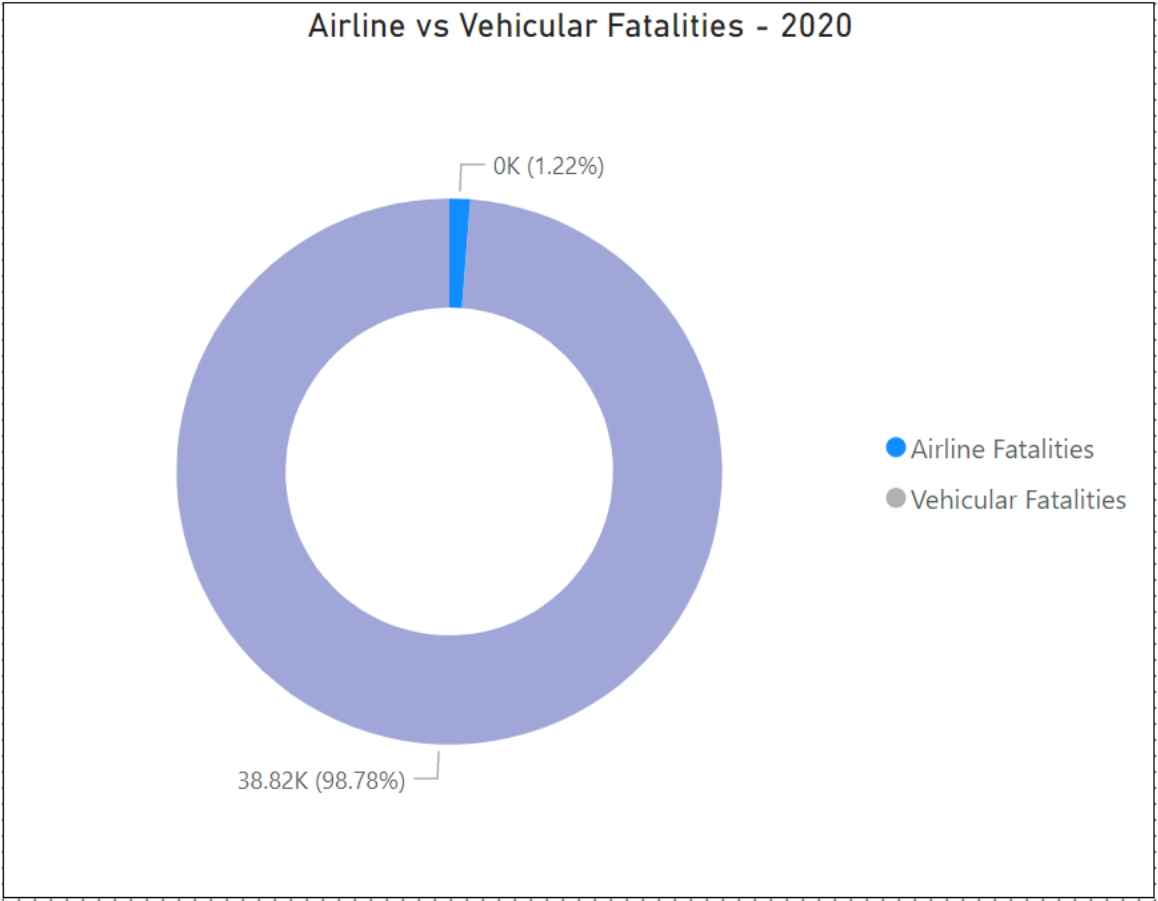 Airline vs Vehicular Fatalities - 2020
0K (1.22%)
Airline Fatalities
Vehicular Fatalities
38.82K (98.78%)